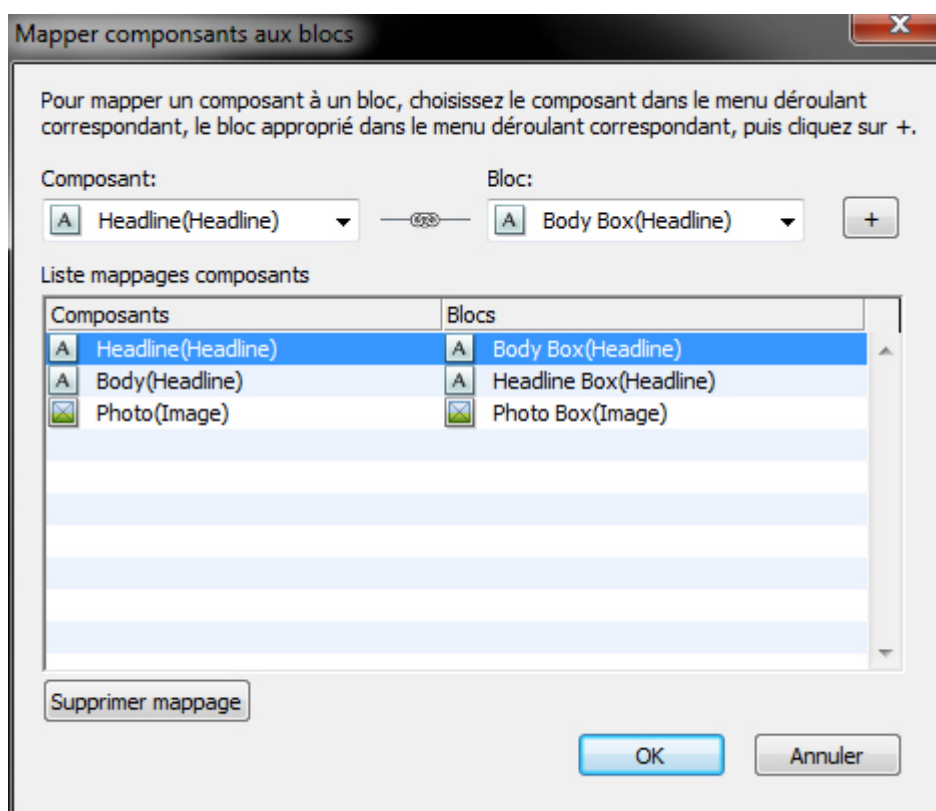 Mapper componsants aux blocs
Pour mapper un composant à un bloc, choisissez le composant dans le menu déroulant
correspondant, le bloc approprié dans le menu déroulant correspondant, puis cliquez sur +.
Composant: Bloc:
A Headline(Headline) A Body Box(Headline) +
Liste mappages composants
Composants Blocs
A Headline(Headline) A Body Box(Headline)
A Body(Headline) A Headline Box(Headline)
Photo(Image) Photo Box(Image)
Supprimer mappage
OK Annuler